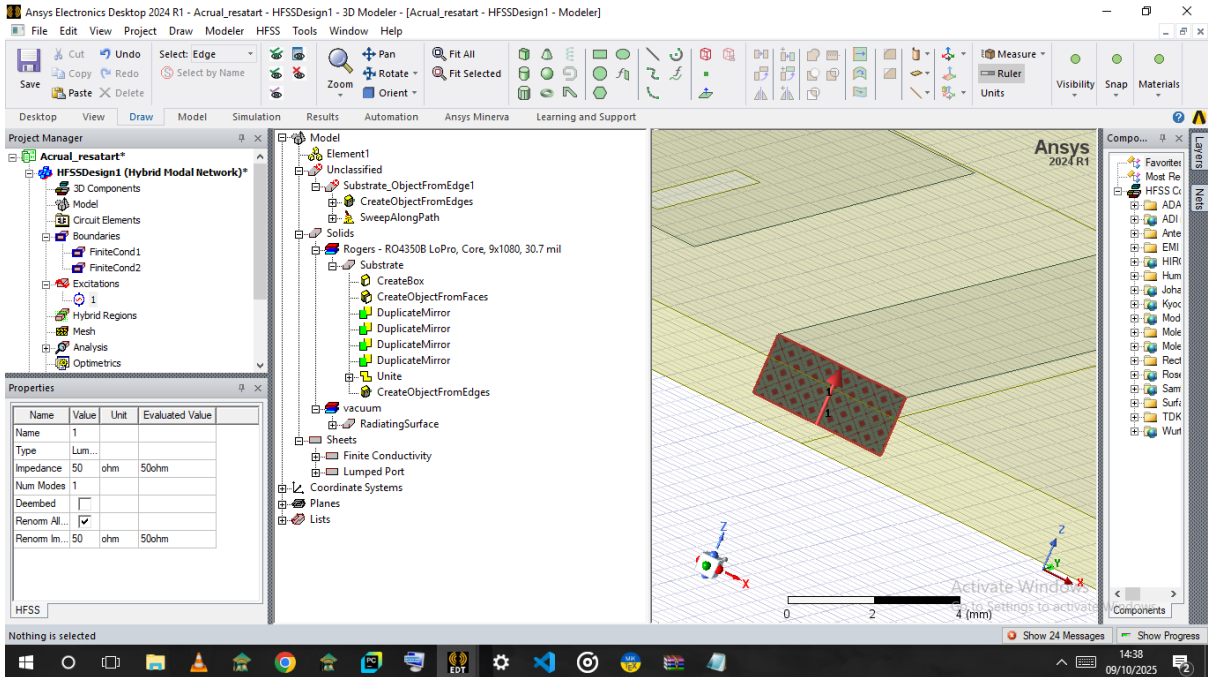 Ansys Electronics Desktop 2024 R1 - Acrual_resatart - HFSSDesign1 - 3D Modeler - [Acrual_resatart - HFSSDesign1 - Modeler]
File Edit View Project Draw Modeler HFSS Tools Window Help
Save
Cut
Copy
Paste
Undo
Redo
Delete
Select: Edge
Select by Name
Zoom
Pan
Rotate
Orient
Fit All
Fit Selected
Measure
Ruler
Units
Visibility
Snap
Materials
Desktop View Draw Model Simulation Results Automation Ansys Minerva Learning and Support
Project Manager
Acrual_resatart*
HFSSDesign1 (Hybrid Modal Network)*
3D Components
Model
Circuit Elements
Boundaries
FiniteCond1
FiniteCond2
Excitations
1
Hybrid Regions
Mesh
Analysis
Optimetrics
Properties
Name Value Unit Evaluated Value
Name 1
Type Lum...
Impedance 50 ohm 50ohm
Num Modes 1
Deembed
Renom All...
Renom Im... 50 ohm 50ohm
HFSS
Model
Element1
Unclassified
Substrate_ObjectFromEdge1
CreateObjectFromEdges
SweepAlongPath
Solids
Rogers - RO4350B LoPro, Core, 9x1080, 30.7 mil
Substrate
CreateBox
CreateObjectFromFaces
DuplicateMirror
DuplicateMirror
DuplicateMirror
DuplicateMirror
Unite
CreateObjectFromEdges
vacuum
RadiatingSurface
Sheets
Finite Conductivity
Lumped Port
Coordinate Systems
Planes
Lists
Ansys
2024 R1
1
1
Z
X
Z
Y
X
0 2 4 (mm)
Activate Windows
Go to Settings to activate Windows.
Compo...
Favorites
Most Re
HFSS Co
ADA
ADI
Ante
EMI
HIRO
Hum
Joha
Kyoc
Mod
Mole
Mole
Rect
Rose
Sam
Surfa
TDK
Wurt
Components
Layers
Nets
Nothing is selected
Show 24 Messages
Show Progress
PC
EDT
14:38
09/10/2025
2